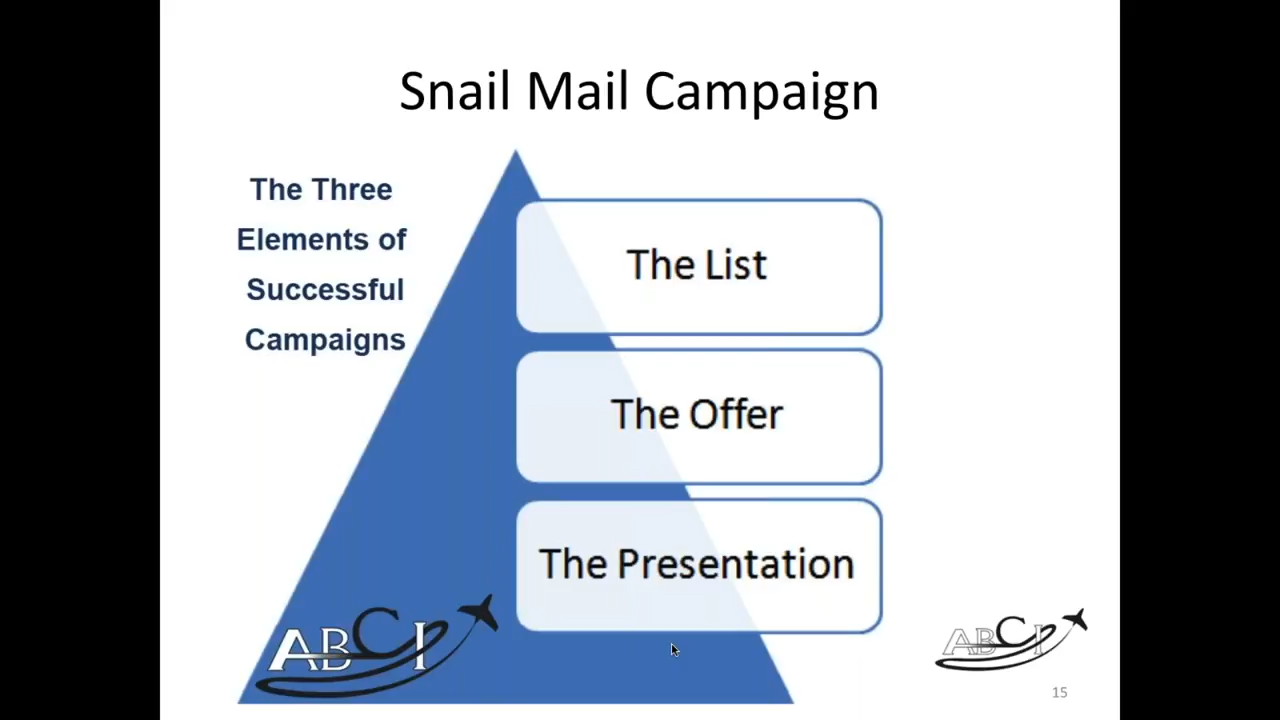 Snail Mail Campaign
The Three
Elements of
Successful
Campaigns
The List
The Offer
The Presentation
ABCI
ABCI
15